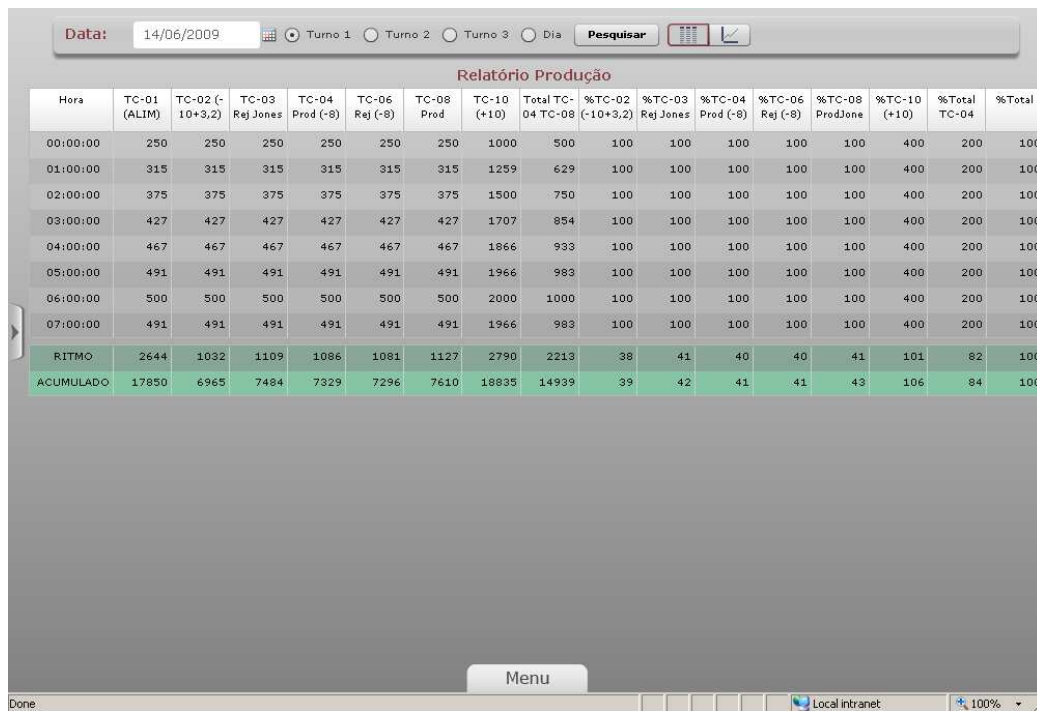 Data: 14/06/2009 Turno 1 Turno 2 Turno 3 Dia Pesquisar
Relatório Produção
Hora TC-01 (ALIM) TC-02 (-10+3,2) TC-03 Rej Jones TC-04 Prod (-8) TC-06 Rej (-8) TC-08 Prod TC-10 (+10) Total TC-04 TC-08 %TC-02 (-10+3,2) %TC-03 Rej Jones %TC-04 Prod (-8) %TC-06 Rej (-8) %TC-08 ProdJone %TC-10 (+10) %Total TC-04 %Total
00:00:00 250 250 250 250 250 250 1000 500 100 100 100 100 100 400 200 100
01:00:00 315 315 315 315 315 315 1259 629 100 100 100 100 100 400 200 100
02:00:00 375 375 375 375 375 375 1500 750 100 100 100 100 100 400 200 100
03:00:00 427 427 427 427 427 427 1707 854 100 100 100 100 100 400 200 100
04:00:00 467 467 467 467 467 467 1866 933 100 100 100 100 100 400 200 100
05:00:00 491 491 491 491 491 491 1966 983 100 100 100 100 100 400 200 100
06:00:00 500 500 500 500 500 500 2000 1000 100 100 100 100 100 400 200 100
07:00:00 491 491 491 491 491 491 1966 983 100 100 100 100 100 400 200 100
RITMO 2644 1032 1109 1086 1081 1127 2790 2213 38 41 40 40 41 101 82 100
ACUMULADO 17850 6965 7484 7329 7296 7610 18835 14939 39 42 41 41 43 106 84 100
Menu
Done Local intranet 100%